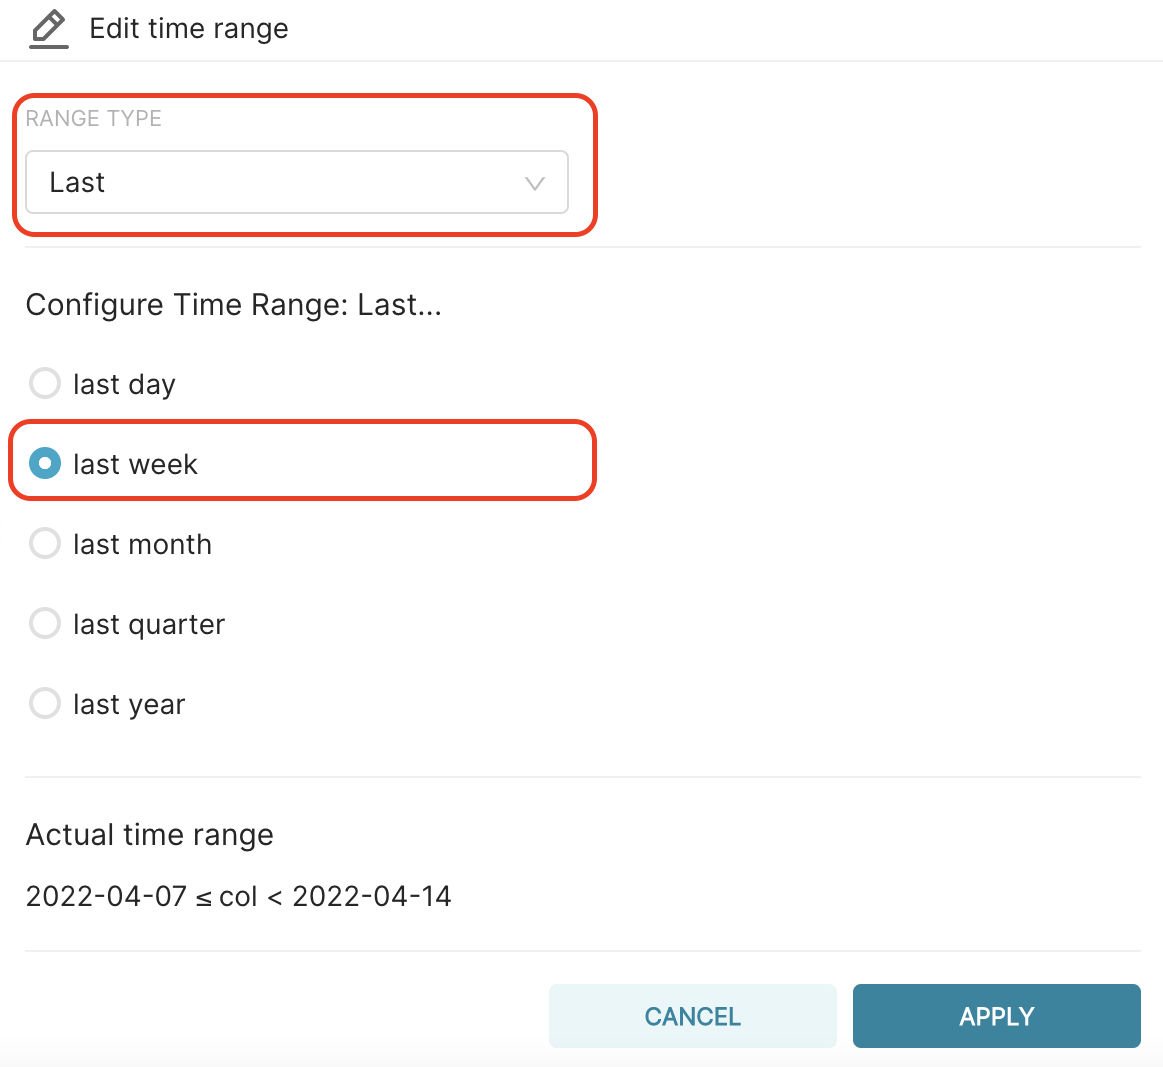 Edit time range
RANGE TYPE
Last
Configure Time Range: Last...
last day
last week
last month
last quarter
last year
Actual time range
2022-04-07 ≤ col < 2022-04-14
CANCEL APPLY